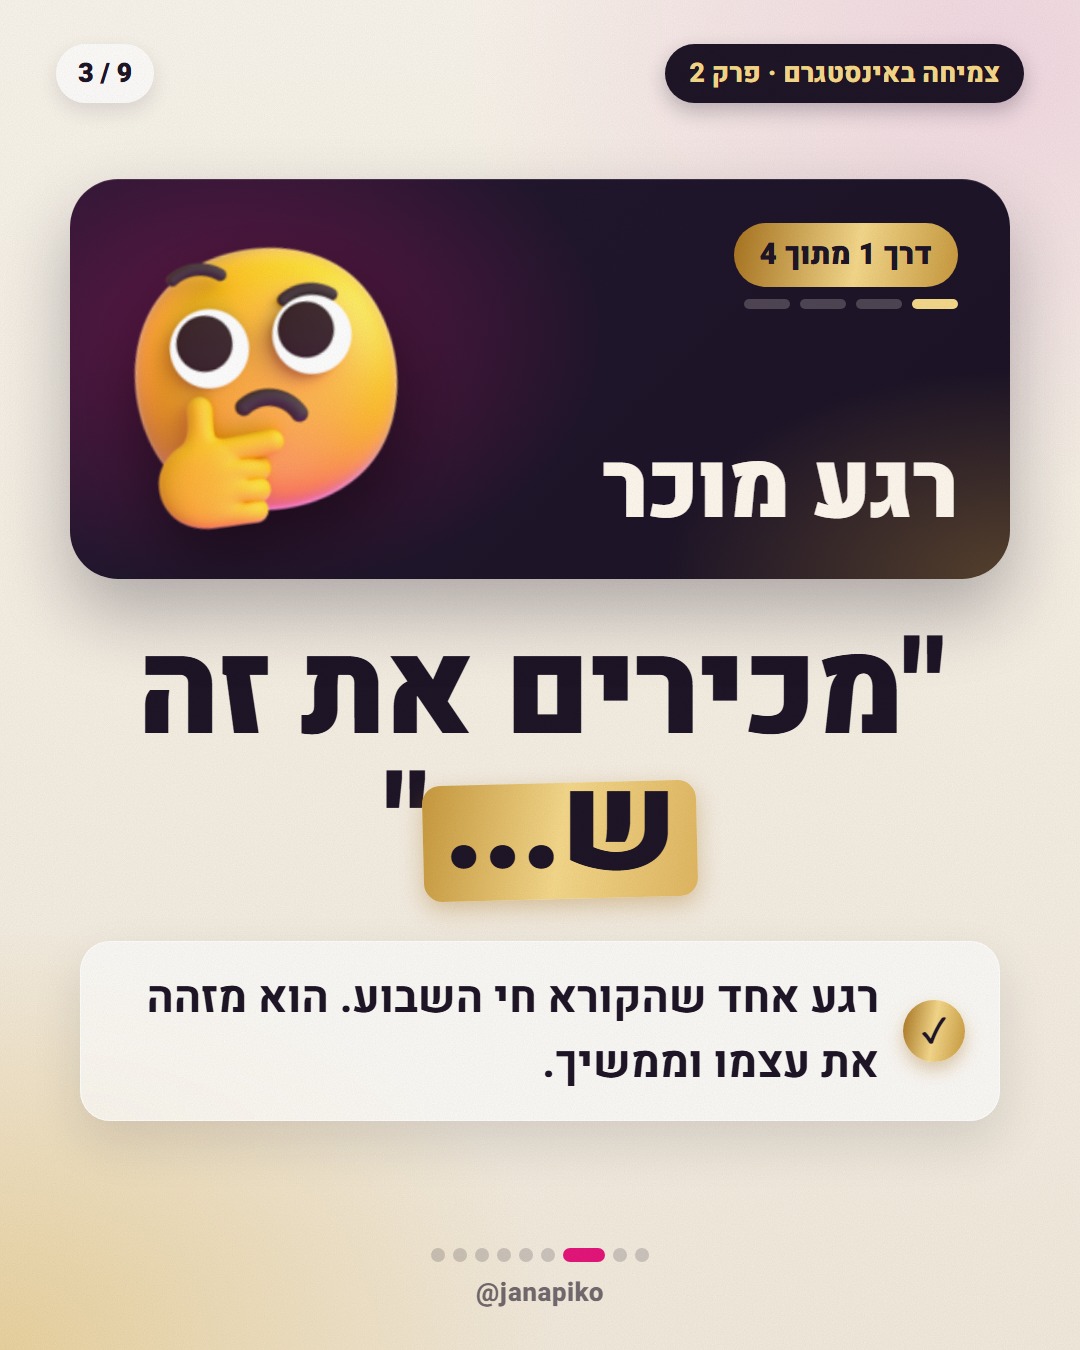 צמיחה באינסטגרם · פרק 2
3 / 9
דרך 1 מתוך 4
רגע מוכר
"מכירים את זה
ש..."
רגע אחד שהקורא חי השבוע. הוא מזהה
את עצמו וממשיך.
@janapiko